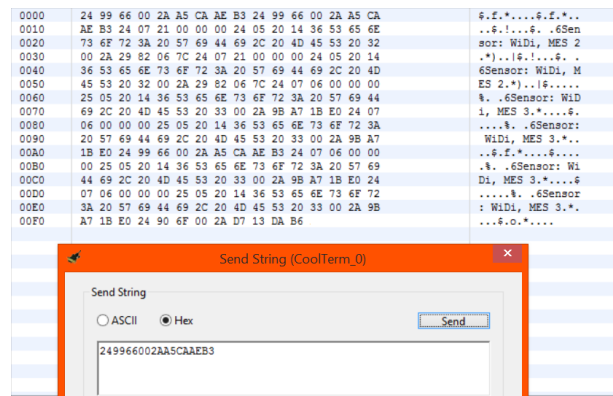 0000 24 99 66 00 2A A5 CA AE B3 24 99 66 00 2A A5 CA $.f.*....$.f.*..
0010 AE B3 24 07 21 00 00 00 24 05 20 14 36 53 65 6E ..$.!...$. .6Sen
0020 73 6F 72 3A 20 57 69 44 69 2C 20 4D 45 53 20 32 sor: WiDi, MES 2
0030 00 2A 29 82 06 7C 24 07 21 00 00 00 24 05 20 14 .*)..|$.!...$. .
0040 36 53 65 6E 73 6F 72 3A 20 57 69 44 69 2C 20 4D 6Sensor: WiDi, M
0050 45 53 20 32 00 2A 29 82 06 7C 24 07 06 00 00 00 ES 2.*)..|$.....
0060 25 05 20 14 36 53 65 6E 73 6F 72 3A 20 57 69 44 %. .6Sensor: WiD
0070 69 2C 20 4D 45 53 20 33 00 2A 9B A7 1B E0 24 07 i, MES 3.*....$.
0080 06 00 00 00 25 05 20 14 36 53 65 6E 73 6F 72 3A ....%. .6Sensor:
0090 20 57 69 44 69 2C 20 4D 45 53 20 33 00 2A 9B A7 WiDi, MES 3.*..
00A0 1B E0 24 99 66 00 2A A5 CA AE B3 24 07 06 00 00 ..$.f.*....$....
00B0 00 25 05 20 14 36 53 65 6E 73 6F 72 3A 20 57 69 .%. .6Sensor: Wi
00C0 44 69 2C 20 4D 45 53 20 33 00 2A 9B A7 1B E0 24 Di, MES 3.*....$
00D0 07 06 00 00 00 25 05 20 14 36 53 65 6E 73 6F 72 .....%. .6Sensor
00E0 3A 20 57 69 44 69 2C 20 4D 45 53 20 33 00 2A 9B : WiDi, MES 3.*.
00F0 A7 1B E0 24 90 6F 00 2A D7 13 DA B6 ...$.o.*....
Send String (CoolTerm_0)
Send String
ASCII Hex Send
249966002AA5CAAEB3